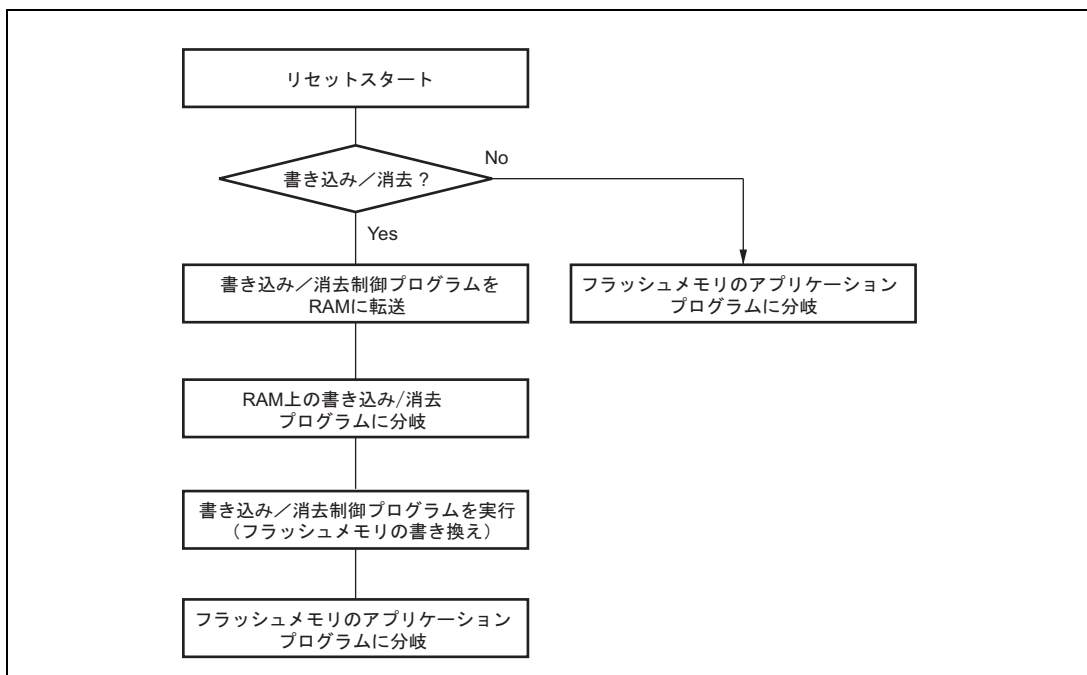 リセットスタート
No
書き込み／消去？
Yes
書き込み／消去制御プログラムを
RAMに転送
フラッシュメモリのアプリケーション
プログラムに分岐
RAM上の書き込み/消去
プログラムに分岐
書き込み／消去制御プログラムを実行
（フラッシュメモリの書き換え）
フラッシュメモリのアプリケーション
プログラムに分岐